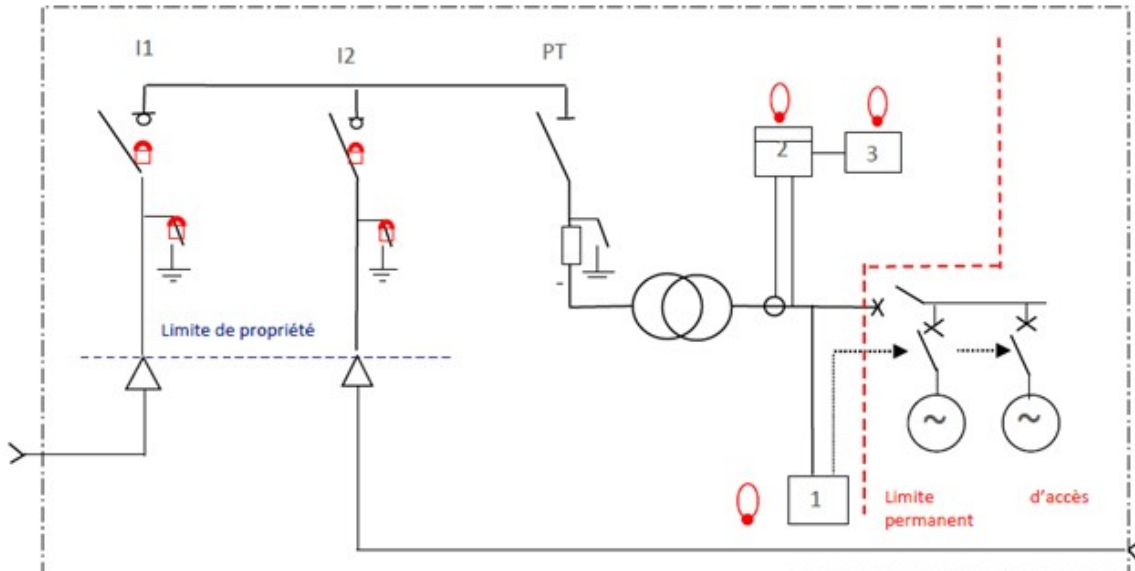 I1
I2
PT
2
3
Limite de propriété
~ ~
1
Limite d'accès
permanent